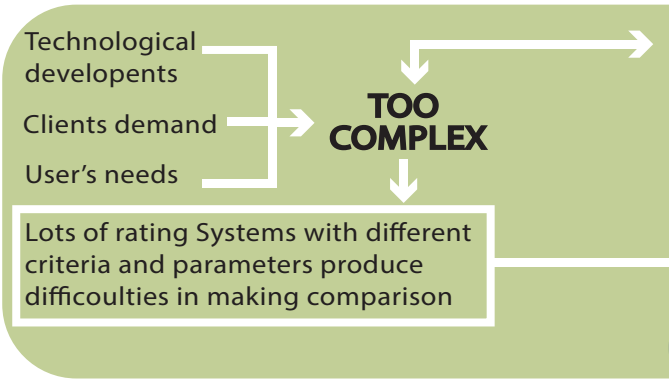 Technological
developents
Clients demand
User's needs
TOO
COMPLEX
Lots of rating Systems with different
criteria and parameters produce
difficoulties in making comparison